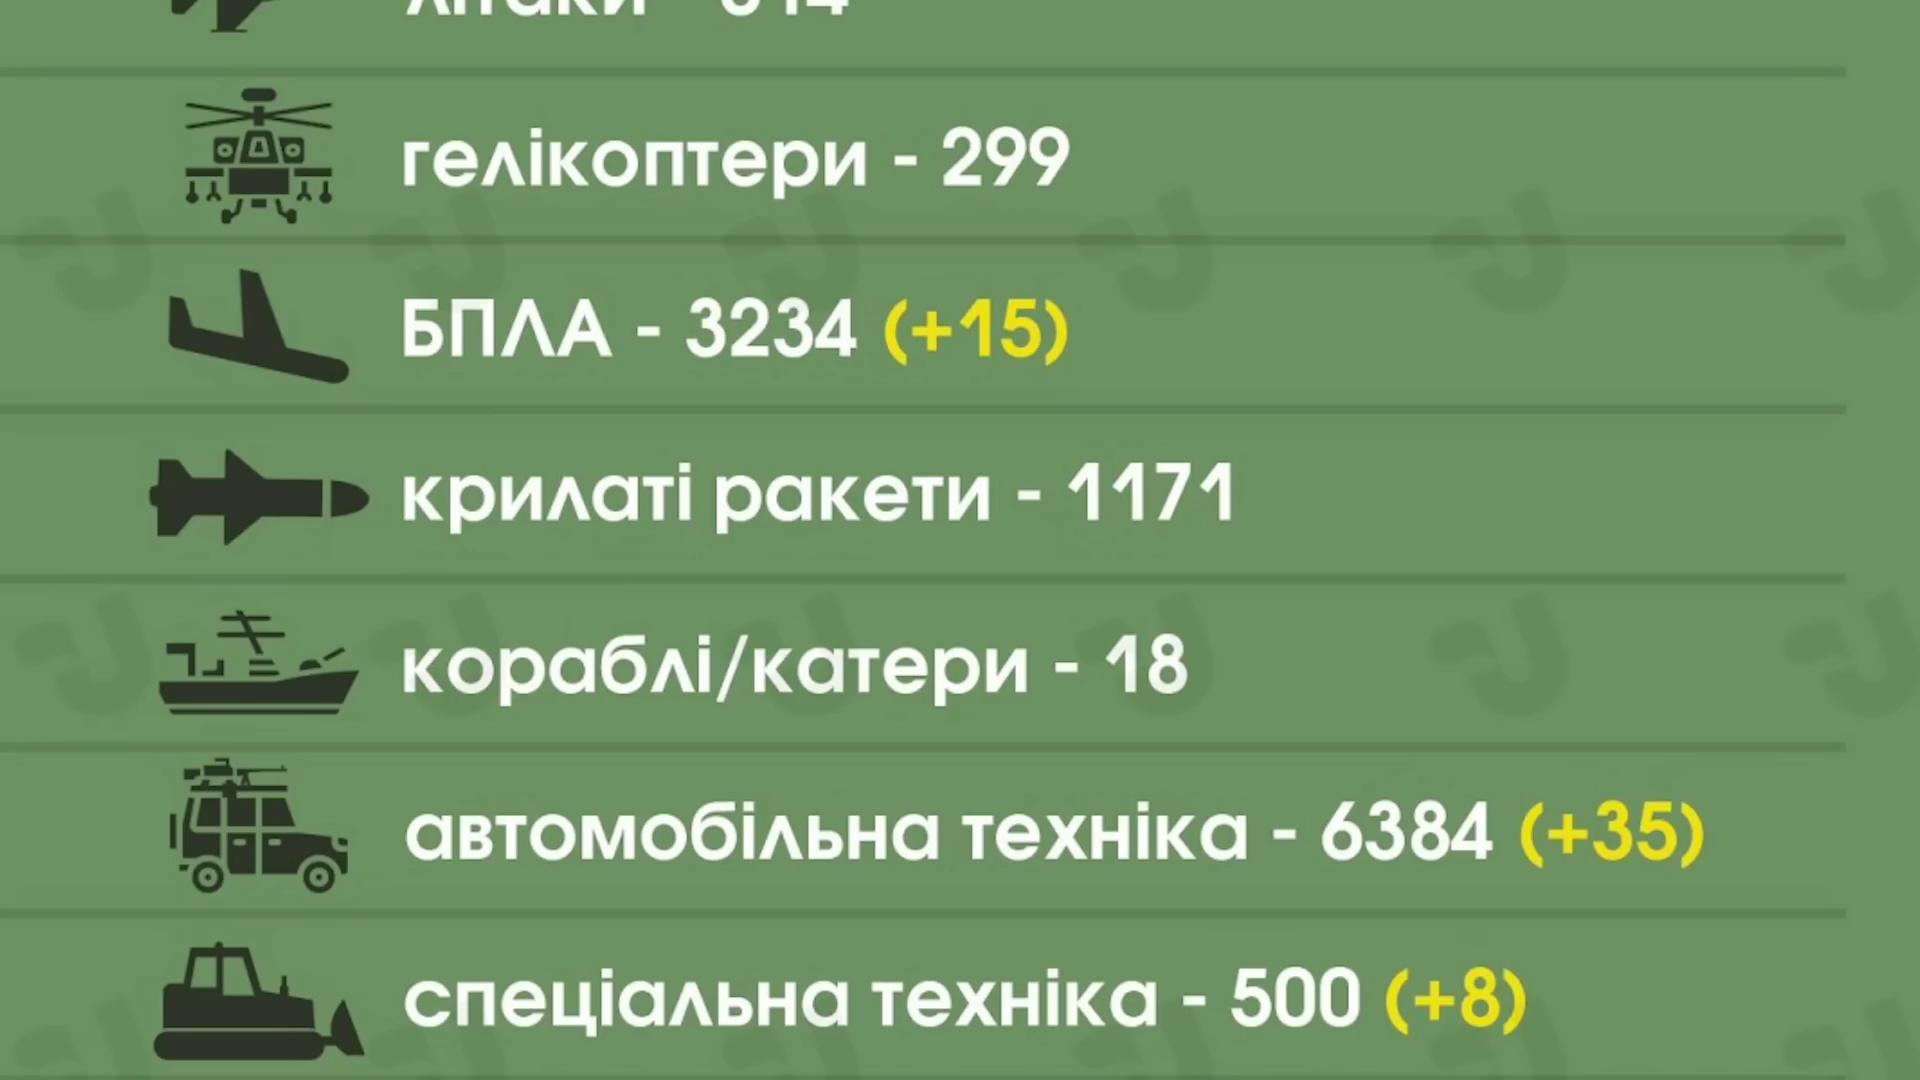 літаки -
гелікоптери - 299
БПЛА - 3234 (+15)
крилаті ракети - 1171
кораблі/катери - 18
автомобільна техніка - 6384 (+35)
спеціальна техніка - 500 (+8)